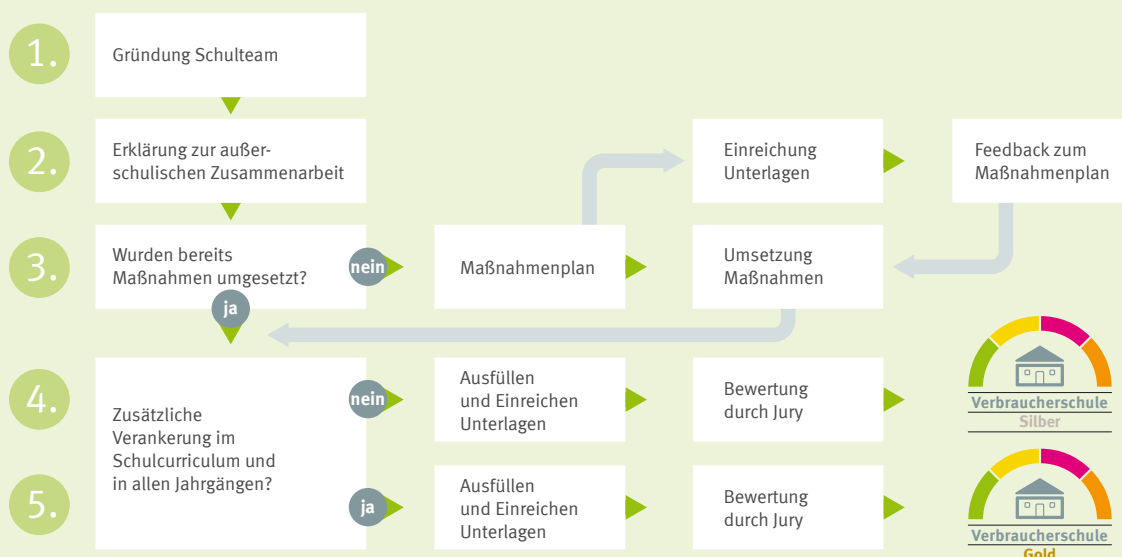 1.
Gründung Schulteam
2.
Erklärung zur außer-
schulischen Zusammenarbeit
Einreichung
Unterlagen
Feedback zum
Maßnahmenplan
3.
Wurden bereits
Maßnahmen umgesetzt?
nein
Maßnahmenplan
Umsetzung
Maßnahmen
ja
4.
Zusätzliche
Verankerung im
Schulcurriculum und
in allen Jahrgängen?
nein
Ausfüllen
und Einreichen
Unterlagen
Bewertung
durch Jury
Verbraucherschule
Silber
5.
ja
Ausfüllen
und Einreichen
Unterlagen
Bewertung
durch Jury
Verbraucherschule
Gold